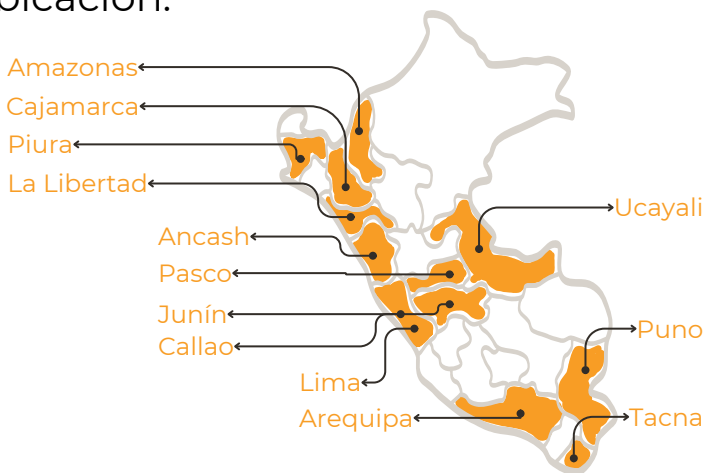 Amazonas
Cajamarca
Piura
La Libertad
Ancash
Pasco
Junín
Callao
Lima
Arequipa
Ucayali
Puno
Tacna